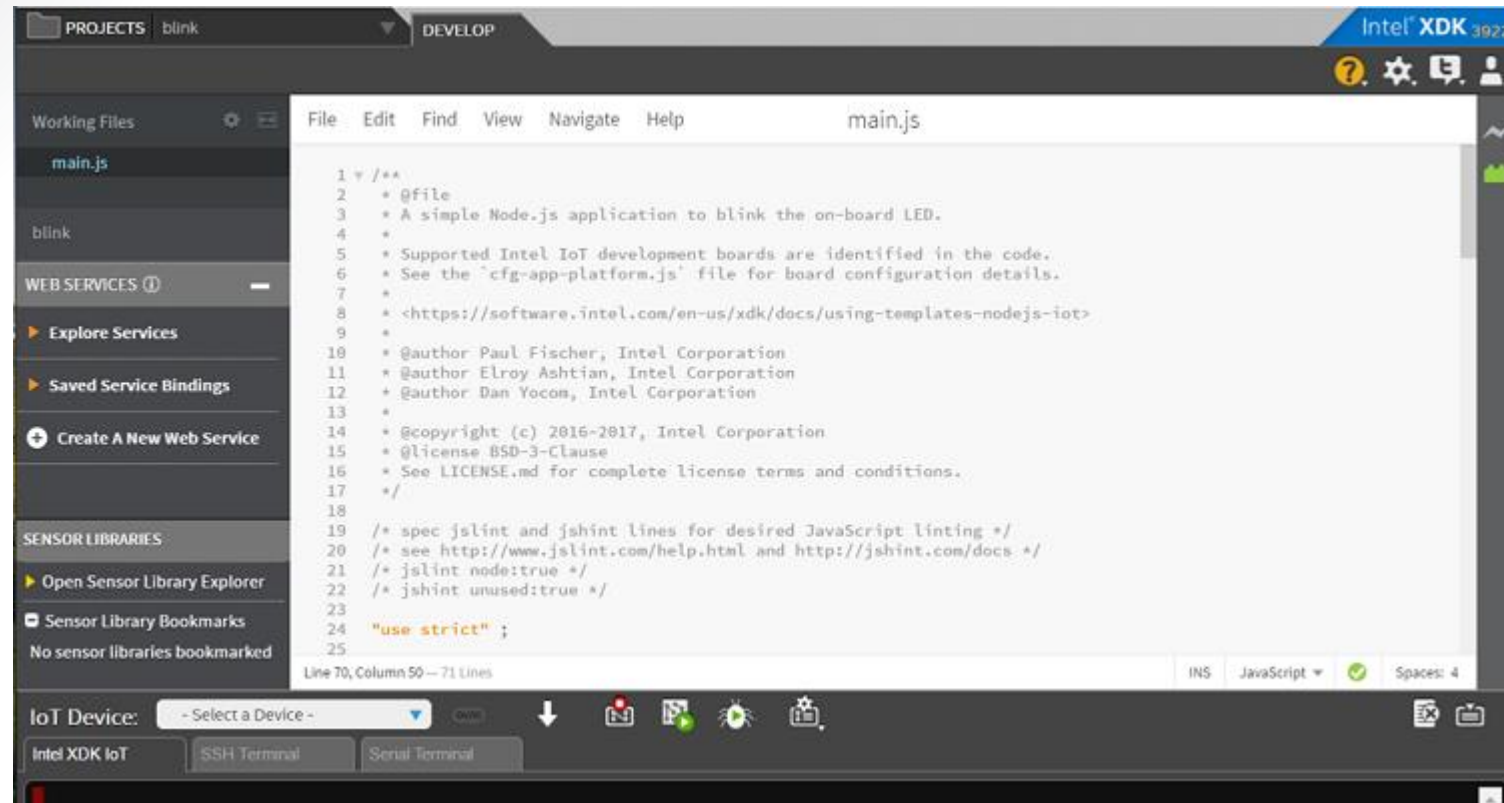 PROJECTS blink
DEVELOP
Intel® XDK 3922
Working Files
main.js
blink
WEB SERVICES
Explore Services
Saved Service Bindings
Create A New Web Service
SENSOR LIBRARIES
Open Sensor Library Explorer
Sensor Library Bookmarks
No sensor libraries bookmarked
File Edit Find View Navigate Help main.js
1 /**
2 * @file
3 * A simple Node.js application to blink the on-board LED.
4 *
5 * Supported Intel IoT development boards are identified in the code.
6 * See the `cfg-app-platform.js` file for board configuration details.
7 *
8 * <https://software.intel.com/en-us/xdk/docs/using-templates-nodejs-iot>
9 *
10 * @author Paul Fischer, Intel Corporation
11 * @author Elroy Ashtian, Intel Corporation
12 * @author Dan Yocom, Intel Corporation
13 *
14 * @copyright (c) 2016-2017, Intel Corporation
15 * @license BSD-3-Clause
16 * See LICENSE.md for complete license terms and conditions.
17 */
18
19 /* spec jslint and jshint lines for desired JavaScript linting */
20 /* see http://www.jslint.com/help.html and http://jshint.com/docs */
21 /* jslint node:true */
22 /* jshint unused:true */
23
24 "use strict" ;
25
Line 70, Column 50 — 71 Lines
INS JavaScript Spaces: 4
IoT Device: - Select a Device -
Intel XDK IoT SSH Terminal Serial Terminal